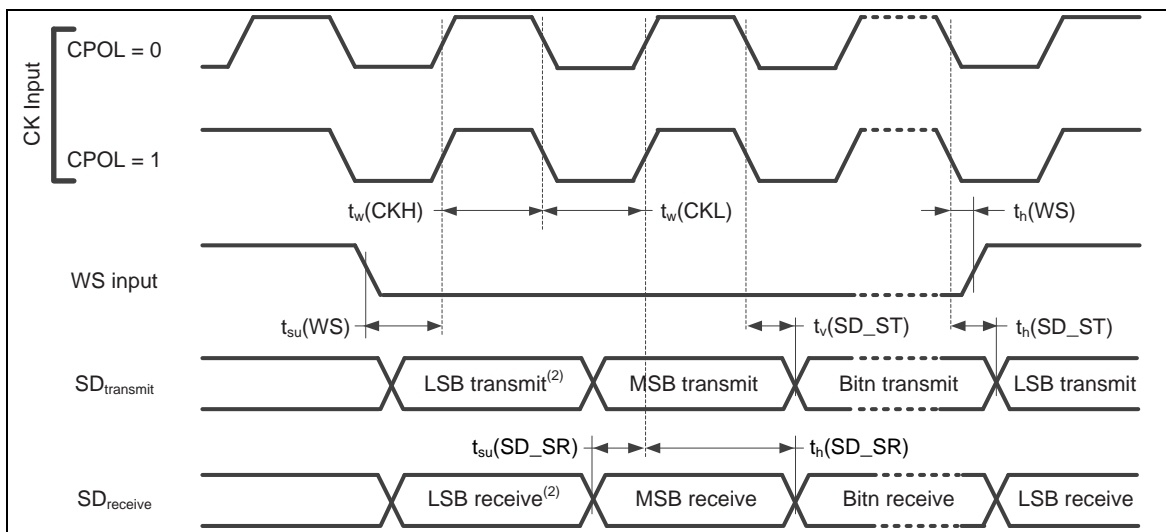 CK Input
CPOL = 0
CPOL = 1
tw(CKH)
tw(CKL)
th(WS)
WS input
tsu(WS)
tv(SD_ST)
th(SD_ST)
SDtransmit
LSB transmit(2)
MSB transmit
Bitn transmit
LSB transmit
tsu(SD_SR)
th(SD_SR)
SDreceive
LSB receive(2)
MSB receive
Bitn receive
LSB receive